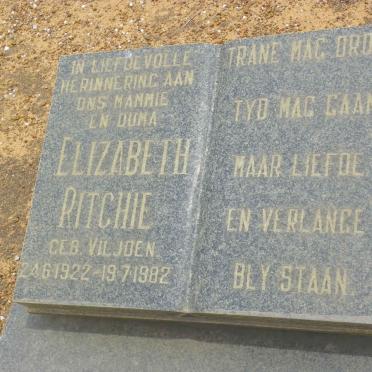 IN LIEFDEVOLLE
HERINNERING AAN
ONS MAMMIE
EN OUMA
ELIZABETH
RITCHIE
GEB. VILJOEN
24.6.1922 - 19.7.1982
TRANE MAG DRO
TYD MAG GAAN
MAAR LIEFDE
EN VERLANGE
BLY STAAN.